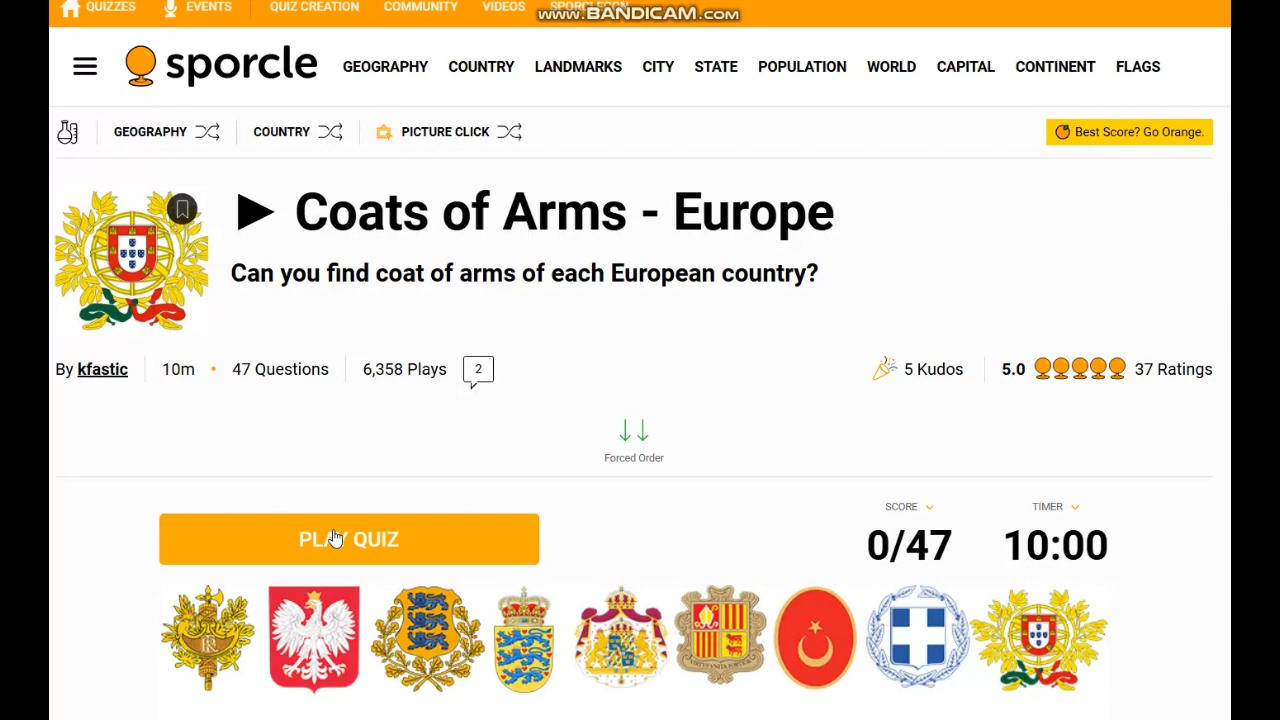 QUIZZES EVENTS QUIZ CREATION COMMUNITY VIDEOS SPORCLECON
www.BANDICAM.com
sporcle GEOGRAPHY COUNTRY LANDMARKS CITY STATE POPULATION WORLD CAPITAL CONTINENT FLAGS
GEOGRAPHY COUNTRY PICTURE CLICK Best Score? Go Orange.
► Coats of Arms - Europe
Can you find coat of arms of each European country?
By kfastic 10m • 47 Questions 6,358 Plays 2 5 Kudos 5.0 37 Ratings
Forced Order
SCORE TIMER
PLAY QUIZ 0/47 10:00